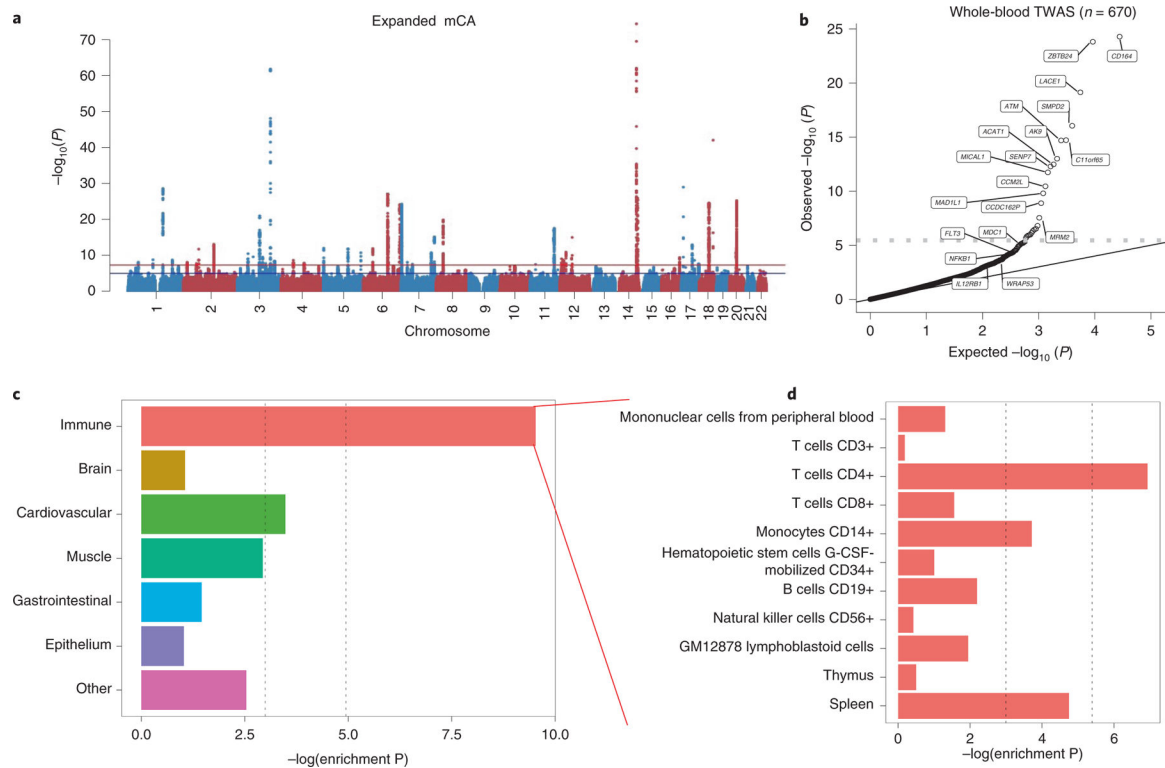 a
Expanded mCA
70
60
50
40
30
20
10
0
–log10(P)
1 2 3 4 5 6 7 8 9 10 11 12 13 14 15 16 17 18 19 20 21 22
Chromosome
b
Whole-blood TWAS (n = 670)
25
20
15
10
5
0
Observed –log10 (P)
ZBTB24
CD164
LACE1
ATM
SMPD2
ACAT1
AK9
MICAL1
SENP7
C11orf65
CCM2L
MAD1L1
CCDC162P
FLT3
MDC1
MRM2
NFKB1
IL12RB1
WRAP53
0 1 2 3 4 5
Expected –log10 (P)
c
Immune
Brain
Cardiovascular
Muscle
Gastrointestinal
Epithelium
Other
0.0 2.5 5.0 7.5 10.0
–log(enrichment P)
d
Mononuclear cells from peripheral blood
T cells CD3+
T cells CD4+
T cells CD8+
Monocytes CD14+
Hematopoietic stem cells G-CSF-
mobilized CD34+
B cells CD19+
Natural killer cells CD56+
GM12878 lymphoblastoid cells
Thymus
Spleen
0 2 4 6
–log(enrichment P)